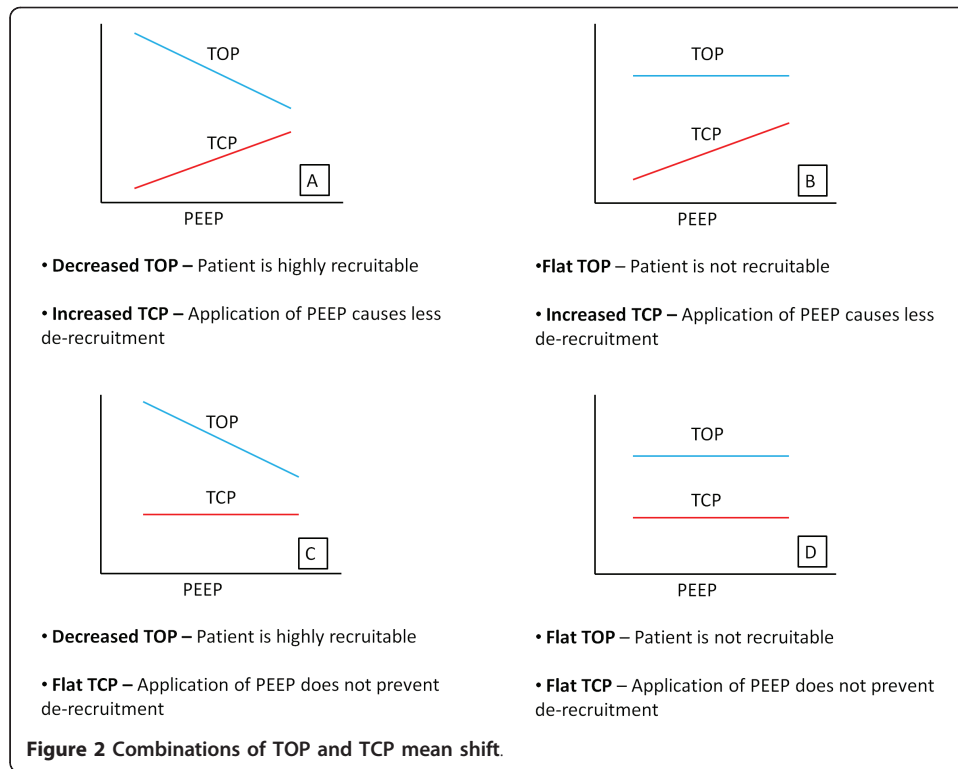 TOP
TCP
A
PEEP
• Decreased TOP – Patient is highly recruitable
• Increased TCP – Application of PEEP causes less
de-recruitment
TOP
TCP
B
PEEP
•Flat TOP – Patient is not recruitable
• Increased TCP – Application of PEEP causes less
de-recruitment
TOP
TCP
C
PEEP
• Decreased TOP – Patient is highly recruitable
• Flat TCP – Application of PEEP does not prevent
de-recruitment
TOP
TCP
D
PEEP
• Flat TOP – Patient is not recruitable
• Flat TCP – Application of PEEP does not prevent
de-recruitment
Figure 2 Combinations of TOP and TCP mean shift.